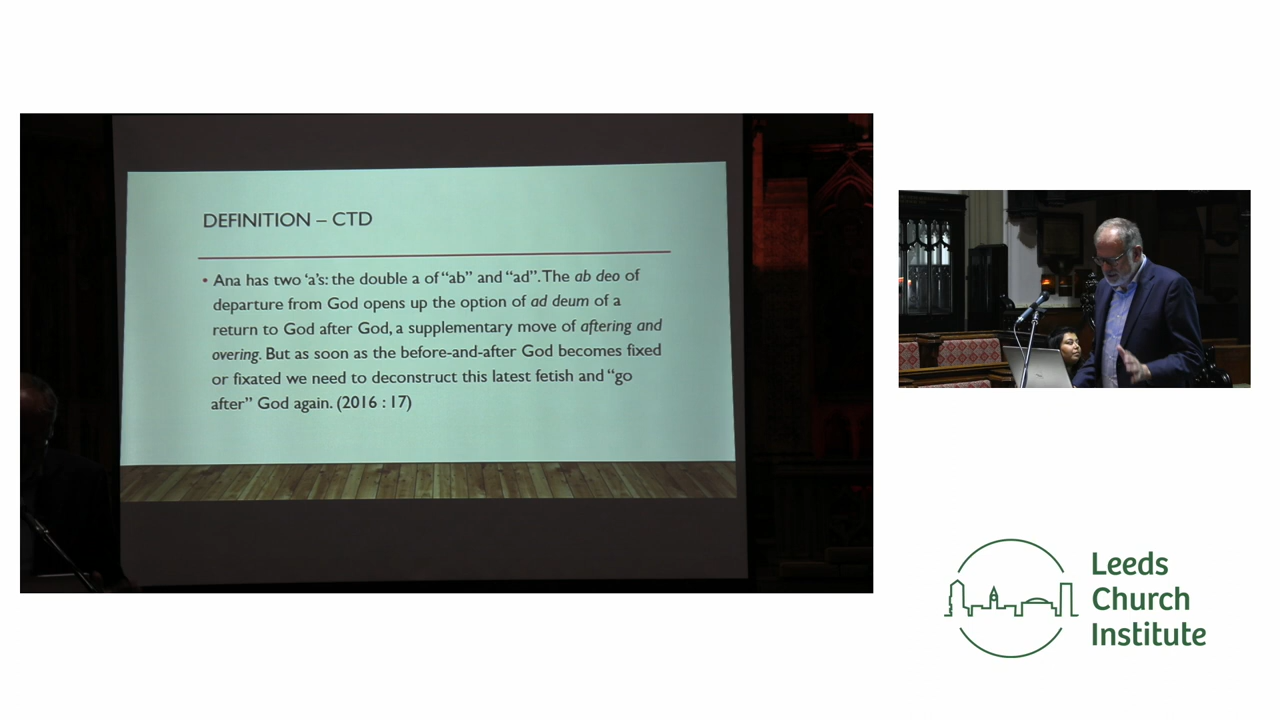 DEFINITION – CTD
• Ana has two ‘a’s: the double a of “ab” and “ad”. The ab deo of
departure from God opens up the option of ad deum of a
return to God after God, a supplementary move of aftering and
overing. But as soon as the before-and-after God becomes fixed
or fixated we need to deconstruct this latest fetish and “go
after” God again. (2016 : 17)
Leeds
Church
Institute